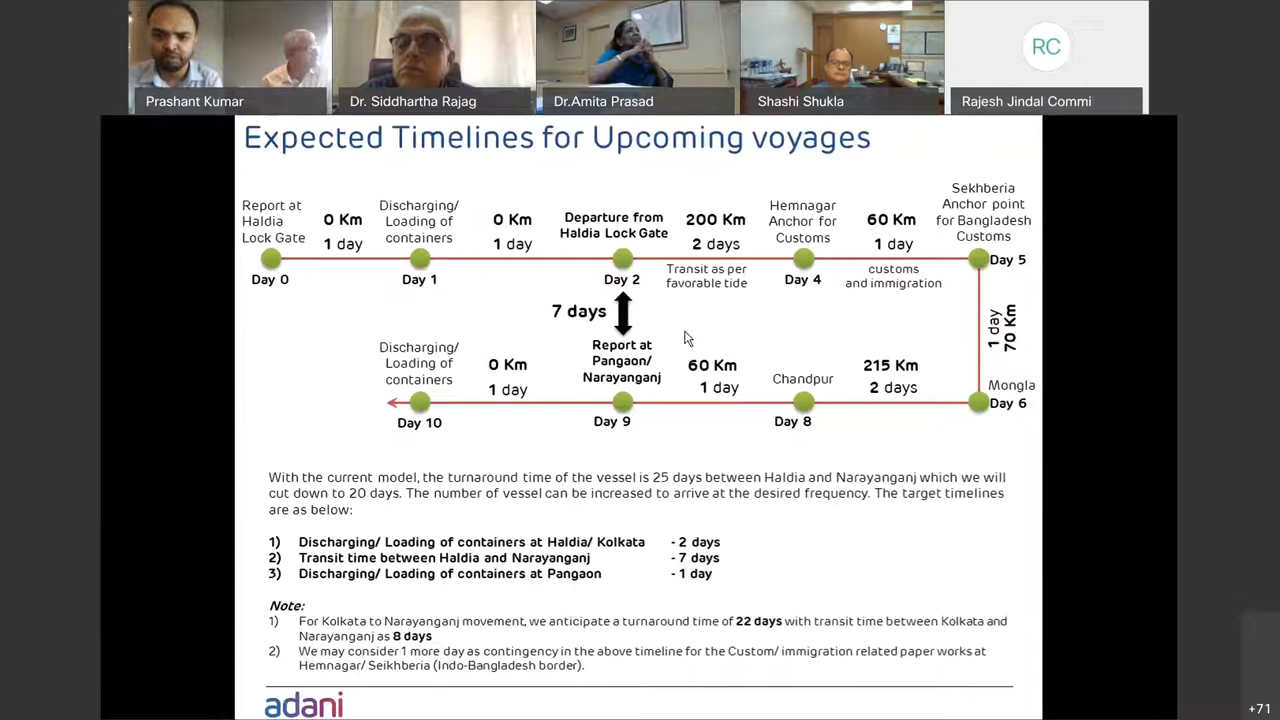 Prashant Kumar
Dr. Siddhartha Rajag
Dr.Amita Prasad
Shashi Shukla
RC
Rajesh Jindal Commi
Expected Timelines for Upcoming voyages
Report at
Haldia
Lock Gate
0 Km
1 day
Discharging/
Loading of
containers
0 Km
1 day
Departure from
Haldia Lock Gate
200 Km
2 days
Hemnagar
Anchor for
Customs
60 Km
1 day
Sekhberia
Anchor point
for Bangladesh
Customs
Day 0
Day 1
Day 2
Transit as per
favorable tide
Day 4
customs
and immigration
Day 5
7 days
1 day
70 Km
Discharging/
Loading of
containers
0 Km
1 day
Report at
Pangaon/
Narayanganj
60 Km
1 day
Chandpur
215 Km
2 days
Mongla
Day 6
Day 10
Day 9
Day 8
With the current model, the turnaround time of the vessel is 25 days between Haldia and Narayanganj which we will
cut down to 20 days. The number of vessel can be increased to arrive at the desired frequency. The target timelines
are as below:
1) Discharging/ Loading of containers at Haldia/ Kolkata - 2 days
2) Transit time between Haldia and Narayanganj - 7 days
3) Discharging/ Loading of containers at Pangaon - 1 day
Note:
1) For Kolkata to Narayanganj movement, we anticipate a turnaround time of 22 days with transit time between Kolkata and
Narayanganj as 8 days
2) We may consider 1 more day as contingency in the above timeline for the Custom/ immigration related paper works at
Hemnagar/ Seikhberia (Indo-Bangladesh border).
adani
+71